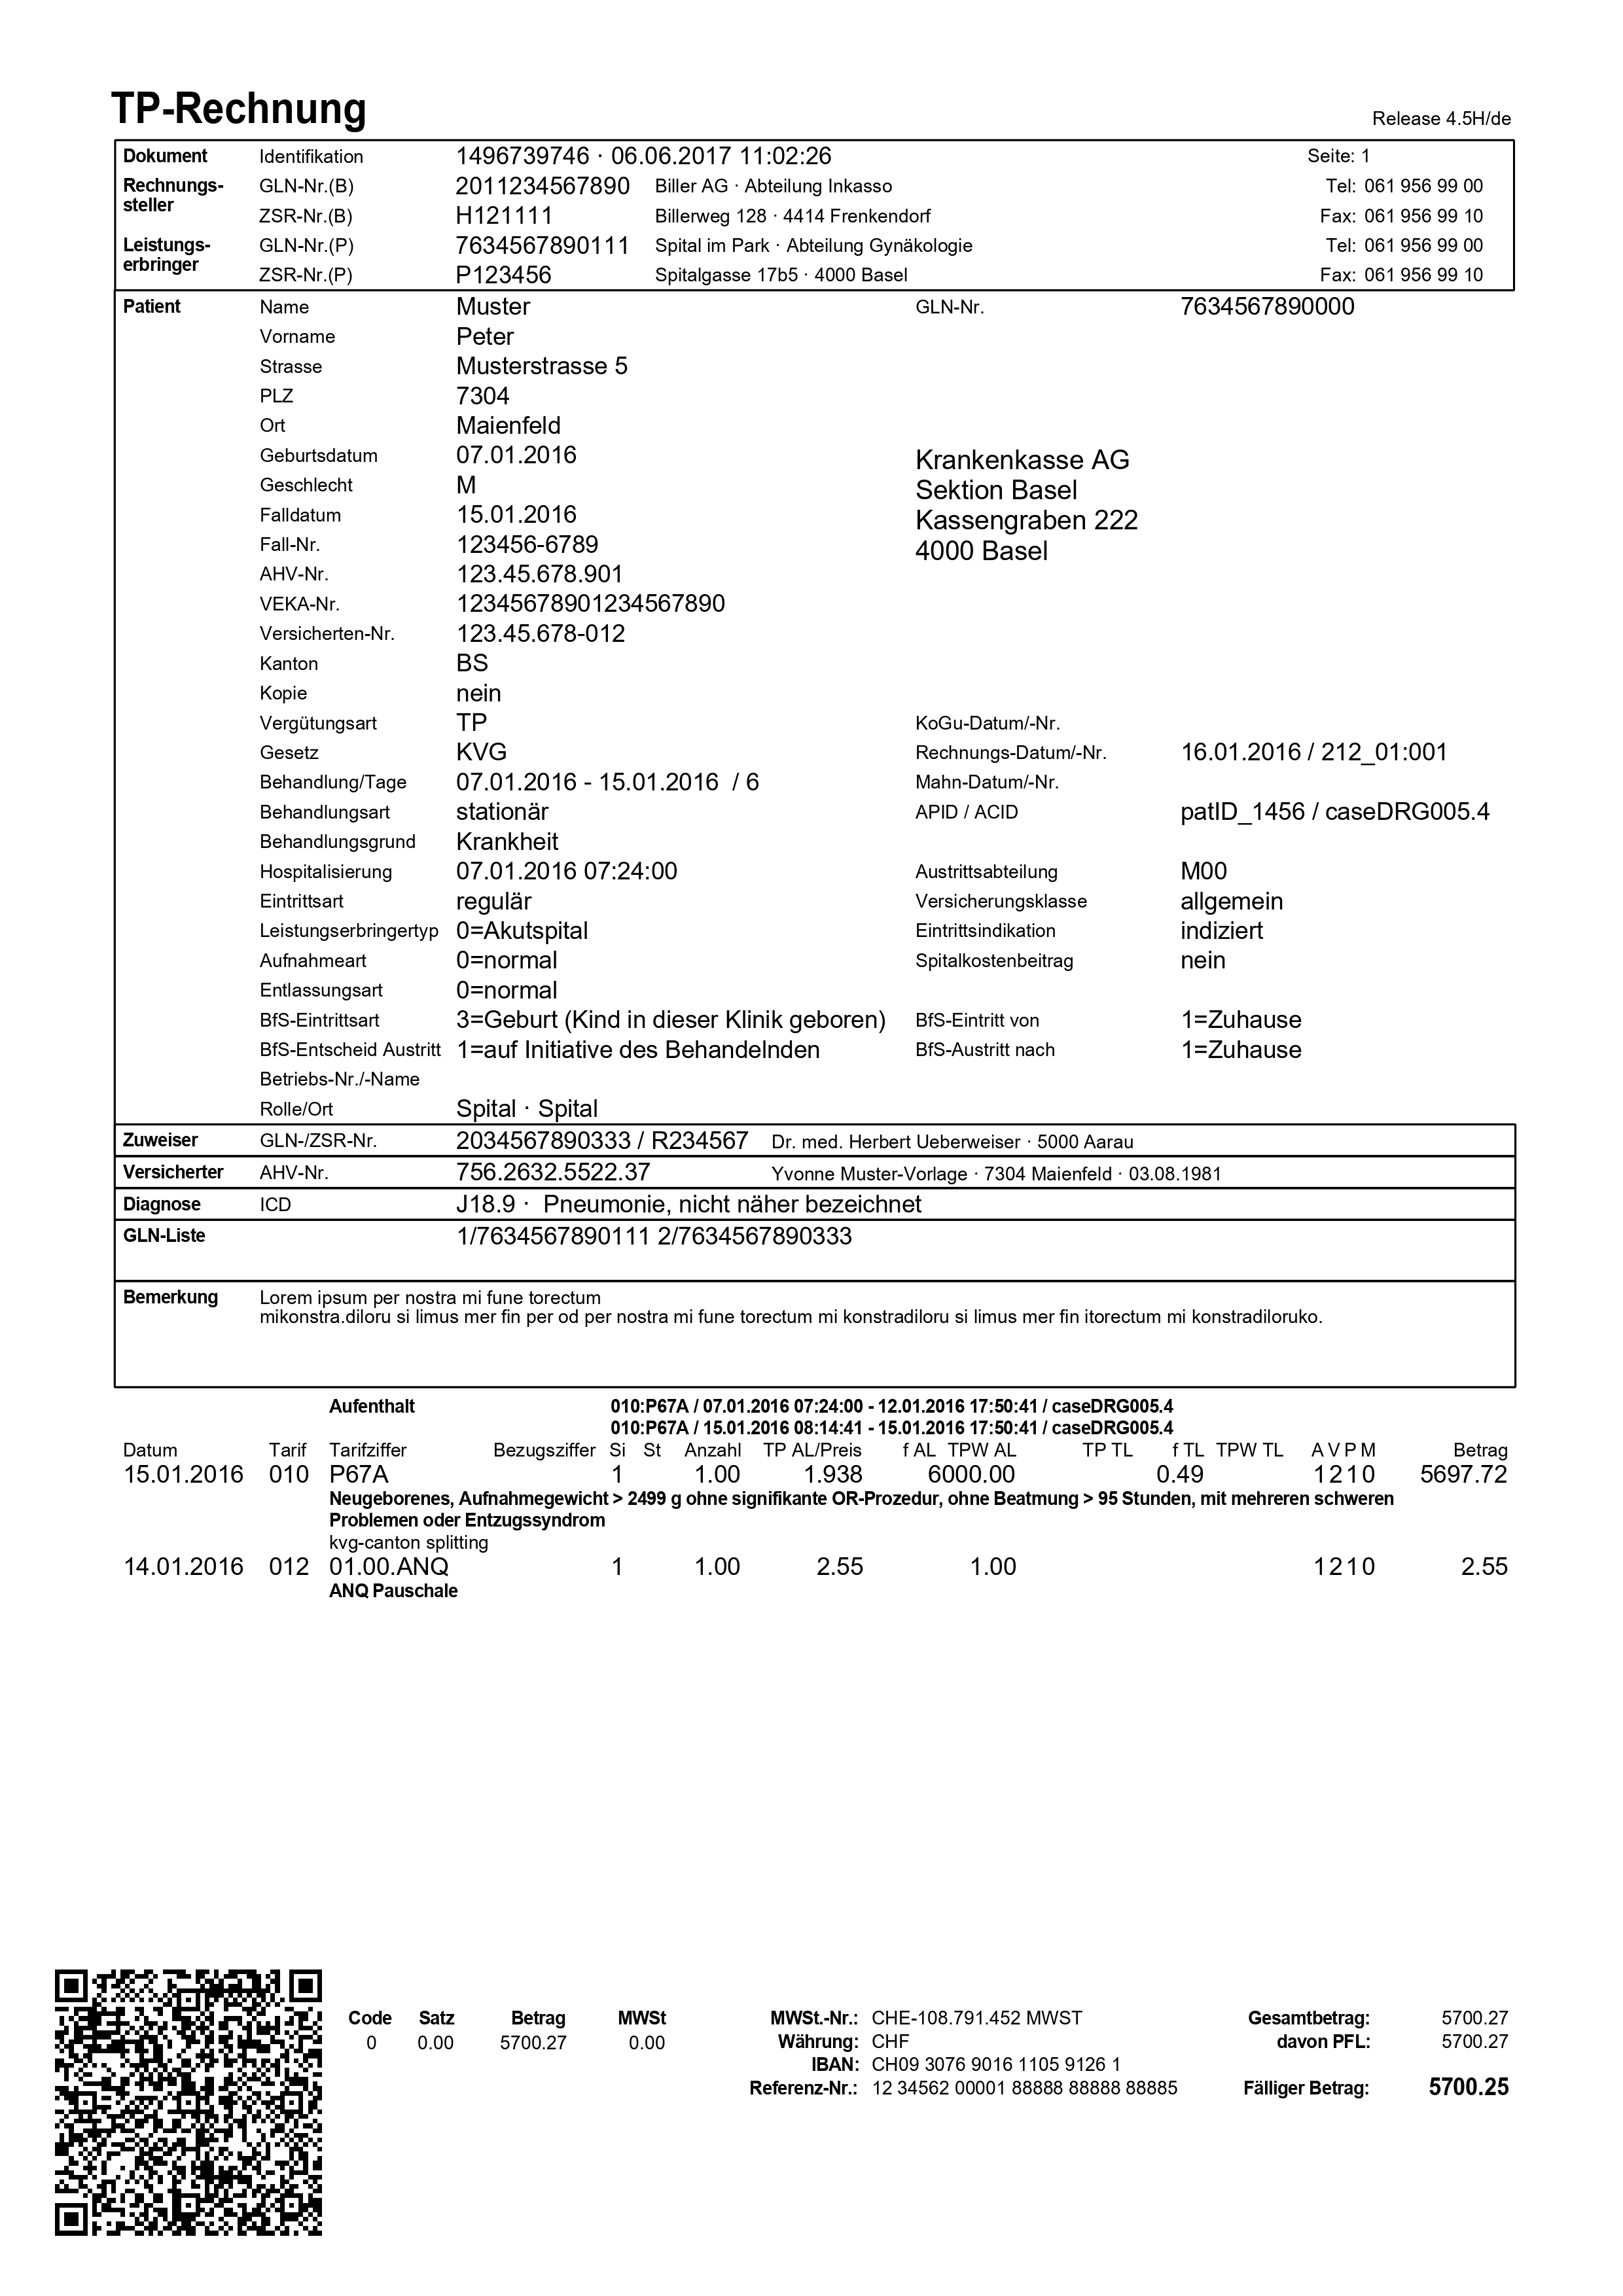 TP-Rechnung
Release 4.5H/de
Dokument Identifikation 1496739746 · 06.06.2017 11:02:26 Seite: 1
Rechnungs-steller GLN-Nr.(B) 2011234567890 Biller AG · Abteilung Inkasso Tel: 061 956 99 00
ZSR-Nr.(B) H121111 Billerweg 128 · 4414 Frenkendorf Fax: 061 956 99 10
Leistungs-erbringer GLN-Nr.(P) 7634567890111 Spital im Park · Abteilung Gynäkologie Tel: 061 956 99 00
ZSR-Nr.(P) P123456 Spitalgasse 17b5 · 4000 Basel Fax: 061 956 99 10
Patient Name Muster GLN-Nr. 7634567890000
Vorname Peter
Strasse Musterstrasse 5
PLZ 7304
Ort Maienfeld
Geburtsdatum 07.01.2016 Krankenkasse AG
Geschlecht M Sektion Basel
Falldatum 15.01.2016 Kassengraben 222
Fall-Nr. 123456-6789 4000 Basel
AHV-Nr. 123.45.678.901
VEKA-Nr. 12345678901234567890
Versicherten-Nr. 123.45.678-012
Kanton BS
Kopie nein
Vergütungsart TP KoGu-Datum/-Nr.
Gesetz KVG Rechnungs-Datum/-Nr. 16.01.2016 / 212_01:001
Behandlung/Tage 07.01.2016 - 15.01.2016 / 6 Mahn-Datum/-Nr.
Behandlungsart stationär APID / ACID patID_1456 / caseDRG005.4
Behandlungsgrund Krankheit
Hospitalisierung 07.01.2016 07:24:00 Austrittsabteilung M00
Eintrittsart regulär Versicherungsklasse allgemein
Leistungserbringertyp 0=Akutspital Eintrittsindikation indiziert
Aufnahmeart 0=normal Spitalkostenbeitrag nein
Entlassungsart 0=normal
BfS-Eintrittsart 3=Geburt (Kind in dieser Klinik geboren) BfS-Eintritt von 1=Zuhause
BfS-Entscheid Austritt 1=auf Initiative des Behandelnden BfS-Austritt nach 1=Zuhause
Betriebs-Nr./-Name
Rolle/Ort Spital · Spital
Zuweiser GLN-/ZSR-Nr. 2034567890333 / R234567 Dr. med. Herbert Ueberweiser · 5000 Aarau
Versicherter AHV-Nr. 756.2632.5522.37 Yvonne Muster-Vorlage · 7304 Maienfeld · 03.08.1981
Diagnose ICD J18.9 · Pneumonie, nicht näher bezeichnet
GLN-Liste 1/7634567890111 2/7634567890333
Bemerkung Lorem ipsum per nostra mi fune torectum
mikonstra.diloru si limus mer fin per od per nostra mi fune torectum mi konstradiloru si limus mer fin itorectum mi konstradiloruko.
Aufenthalt 010:P67A / 07.01.2016 07:24:00 - 12.01.2016 17:50:41 / caseDRG005.4
010:P67A / 15.01.2016 08:14:41 - 15.01.2016 17:50:41 / caseDRG005.4
Datum Tarif Tarifziffer Bezugsziffer Si St Anzahl TP AL/Preis f AL TPW AL TP TL f TL TPW TL A V P M Betrag
15.01.2016 010 P67A 1 1.00 1.938 6000.00 0.49 1 2 1 0 5697.72
Neugeborenes, Aufnahmegewicht > 2499 g ohne signifikante OR-Prozedur, ohne Beatmung > 95 Stunden, mit mehreren schweren
Problemen oder Entzugssyndrom
kvg-canton splitting
14.01.2016 012 01.00.ANQ 1 1.00 2.55 1.00 1 2 1 0 2.55
ANQ Pauschale
Code Satz Betrag MWSt MWSt.-Nr.: CHE-108.791.452 MWST Gesamtbetrag: 5700.27
0 0.00 5700.27 0.00 Währung: CHF davon PFL: 5700.27
IBAN: CH09 3076 9016 1105 9126 1
Referenz-Nr.: 12 34562 00001 88888 88888 88885 Fälliger Betrag: 5700.25